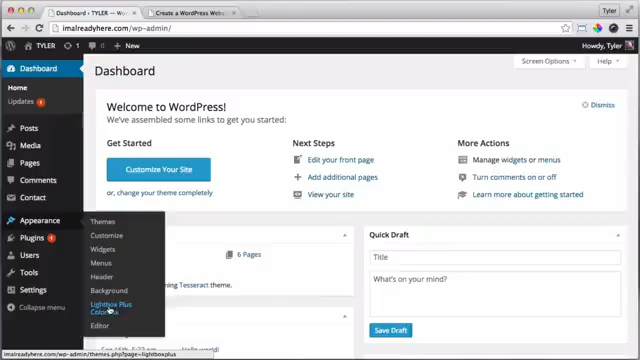 Dashboard ‹ TYLER — Wo
Create a WordPress Webs
Tyler
imalreadyhere.com/wp-admin/
TYLER
1
0
+ New
Howdy, Tyler
Dashboard
Home
Updates 1
Posts
Media
Pages
Comments
Contact
Appearance
Plugins 1
Users
Tools
Settings
Collapse menu
Themes
Customize
Widgets
Menus
Header
Background
Lightbox Plus
Editor
Dashboard
Screen Options
Help
Welcome to WordPress!
We've assembled some links to get you started:
Dismiss
Get Started
Customize Your Site
or, change your theme completely
Next Steps
Edit your front page
Add additional pages
View your site
More Actions
Manage widgets or menus
Turn comments on or off
Learn more about getting started
6 Pages
Tesseract theme.
Quick Draft
Title
What's on your mind?
Save Draft
Hello world!
imalreadyhere.com/wp-admin/themes.php?page=lightboxplus